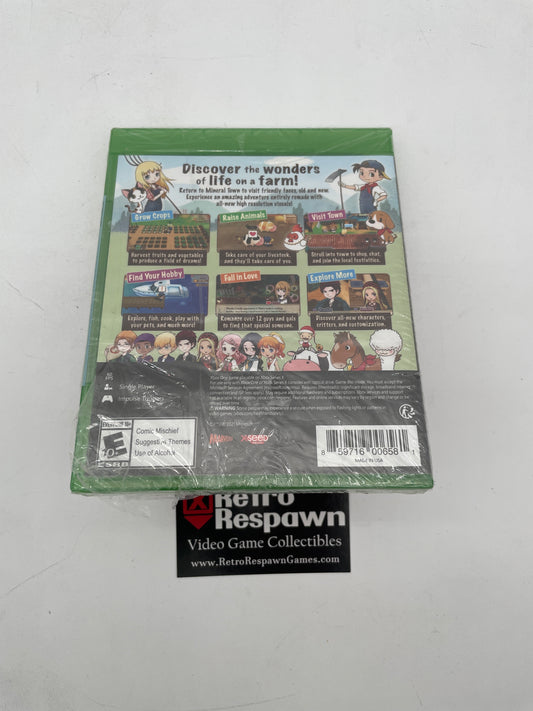 Discover the wonders
of life on a farm!
Return to Mineral Town to visit friendly faces, old and new.
Experience an amazing adventure entirely remade with
all-new high resolution visuals!
Grow Crops
Raise Animals
Visit Town
Harvest fruits and vegetables
to produce a field of dreams!
Take care of your livestock,
and they'll take care of you.
Stroll into town to shop, chat,
and join the local festivities.
Find Your Hobby
Fall in Love
Explore More
Explore, fish, cook, play with
your pets, and much more!
Romance over 12 guys and gals
to find that special someone.
Discover all-new characters,
critters, and customization.
Single Player
Comic Mischief
Suggestive Themes
Use of Alcohol
E
ESRB
XSEED
8 59716 00658 1
MADE IN USA
Retro
Respawn
Video Game Collectibles
www.RetroRespawnGames.com